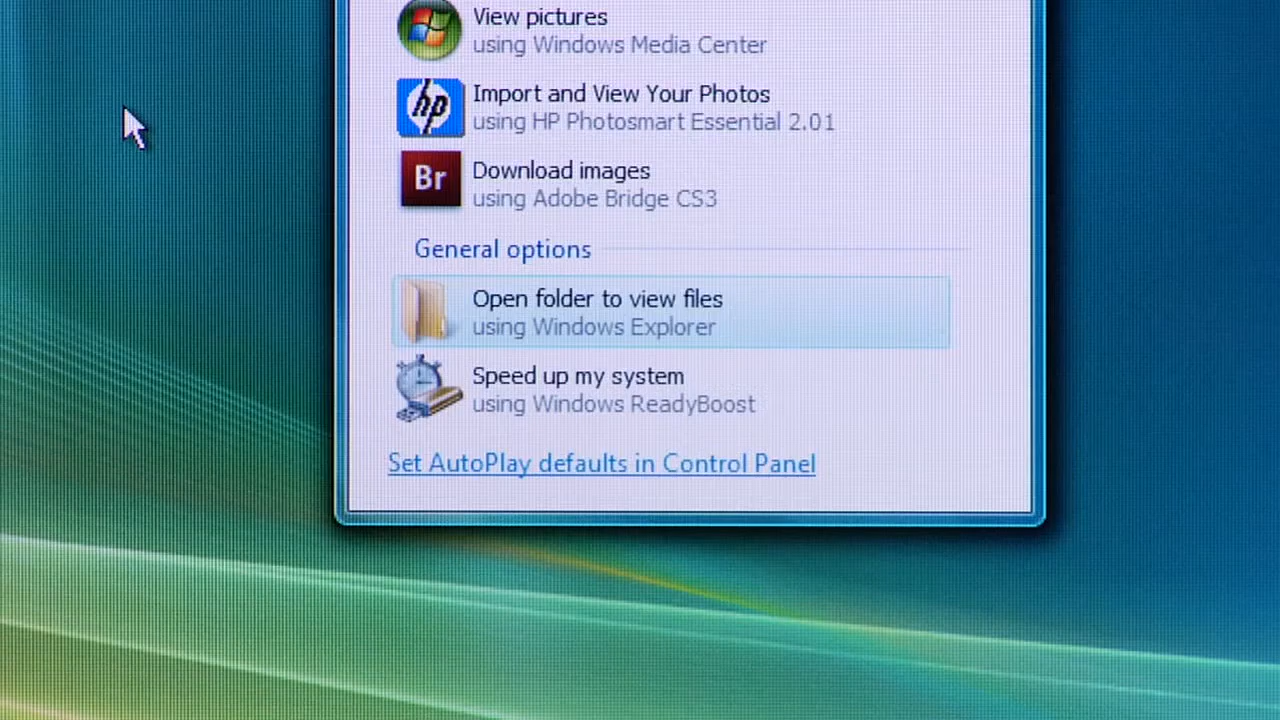 View pictures
using Windows Media Center
hp
Import and View Your Photos
using HP Photosmart Essential 2.01
Br
Download images
using Adobe Bridge CS3
General options
Open folder to view files
using Windows Explorer
Speed up my system
using Windows ReadyBoost
Set AutoPlay defaults in Control Panel